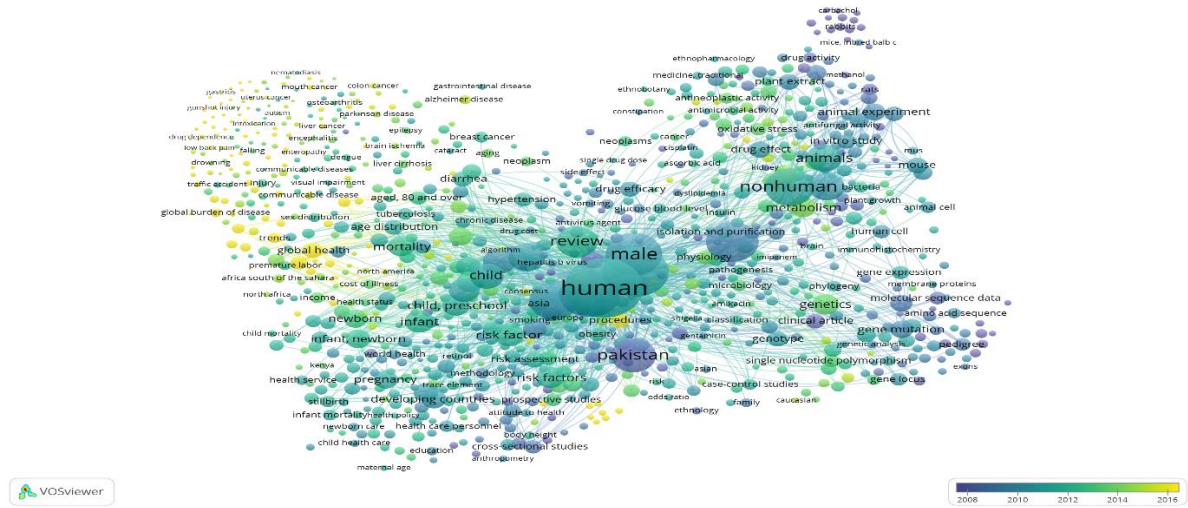 carbachol
rabbits
mice, inbred balb c
ethnopharmacology
drug activity
nematodiasis
medicine, traditional
plant extract
methanol
gastritis
mouth cancer
colon cancer
gastrointestinal disease
ethnobotany
rats
uterus cancer
osteoarthritis
alzheimer disease
antineoplastic activity
gunshot injury
autism
parkinson disease
constipation
antimicrobial activity
animal experiment
intoxication
liver cancer
epilepsy
neoplasms
cancer
oxidative stress
antifungal activity
drug dependence
encephalitis
brain ischemia
breast cancer
cisplatin
in vitro study
low back pain
falling
enteropathy
dengue
cataract
aging
drug effect
mus
drowning
communicable diseases
liver cirrhosis
neoplasm
single drug dose
ascorbic acid
animals
mouse
traffic accident
injury
visual impairment
diarrhea
side effect
kidney
communicable disease
aged, 80 and over
hypertension
drug efficacy
dyslipidemia
nonhuman
bacteria
global burden of disease
sex distribution
tuberculosis
vomiting
glucose blood level
insulin
metabolism
plant growth
animal cell
age distribution
chronic disease
antivirus agent
trends
drug cost
isolation and purification
human cell
global health
mortality
algorithm
review
male
physiology
brain
immunohistochemistry
premature labor
north america
child
hepatitis b virus
pathogenesis
imipenem
gene expression
africa south of the sahara
cost of illness
human
microbiology
phylogeny
membrane proteins
north africa
income
health status
child, preschool
consensus
asia
amikacin
genetics
molecular sequence data
newborn
infant
smoking
europe
procedures
shigella
classification
clinical article
amino acid sequence
child mortality
infant, newborn
risk factor
obesity
gentamicin
genotype
gene mutation
world health
genetic analysis
pedigree
kenya
retinol
risk assessment
pakistan
asian
single nucleotide polymorphism
exons
health service
pregnancy
methodology
risk factors
risk
case-control studies
gene locus
trace element
odds ratio
caucasian
stillbirth
developing countries
prospective studies
family
infant mortality
health policy
attitude to health
ethnology
newborn care
health care personnel
body height
child health care
education
cross-sectional studies
anthropometry
maternal age
VOSviewer
2008 2010 2012 2014 2016